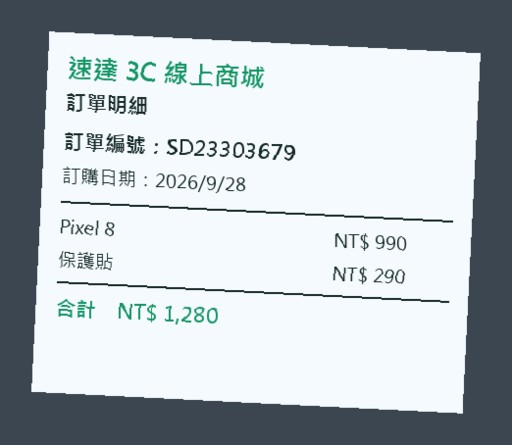 速達 3C 線上商城
訂單明細
訂單編號：SD23303679
訂購日期：2026/9/28
Pixel 8 NT$ 990
保護貼 NT$ 290
合計 NT$ 1,280